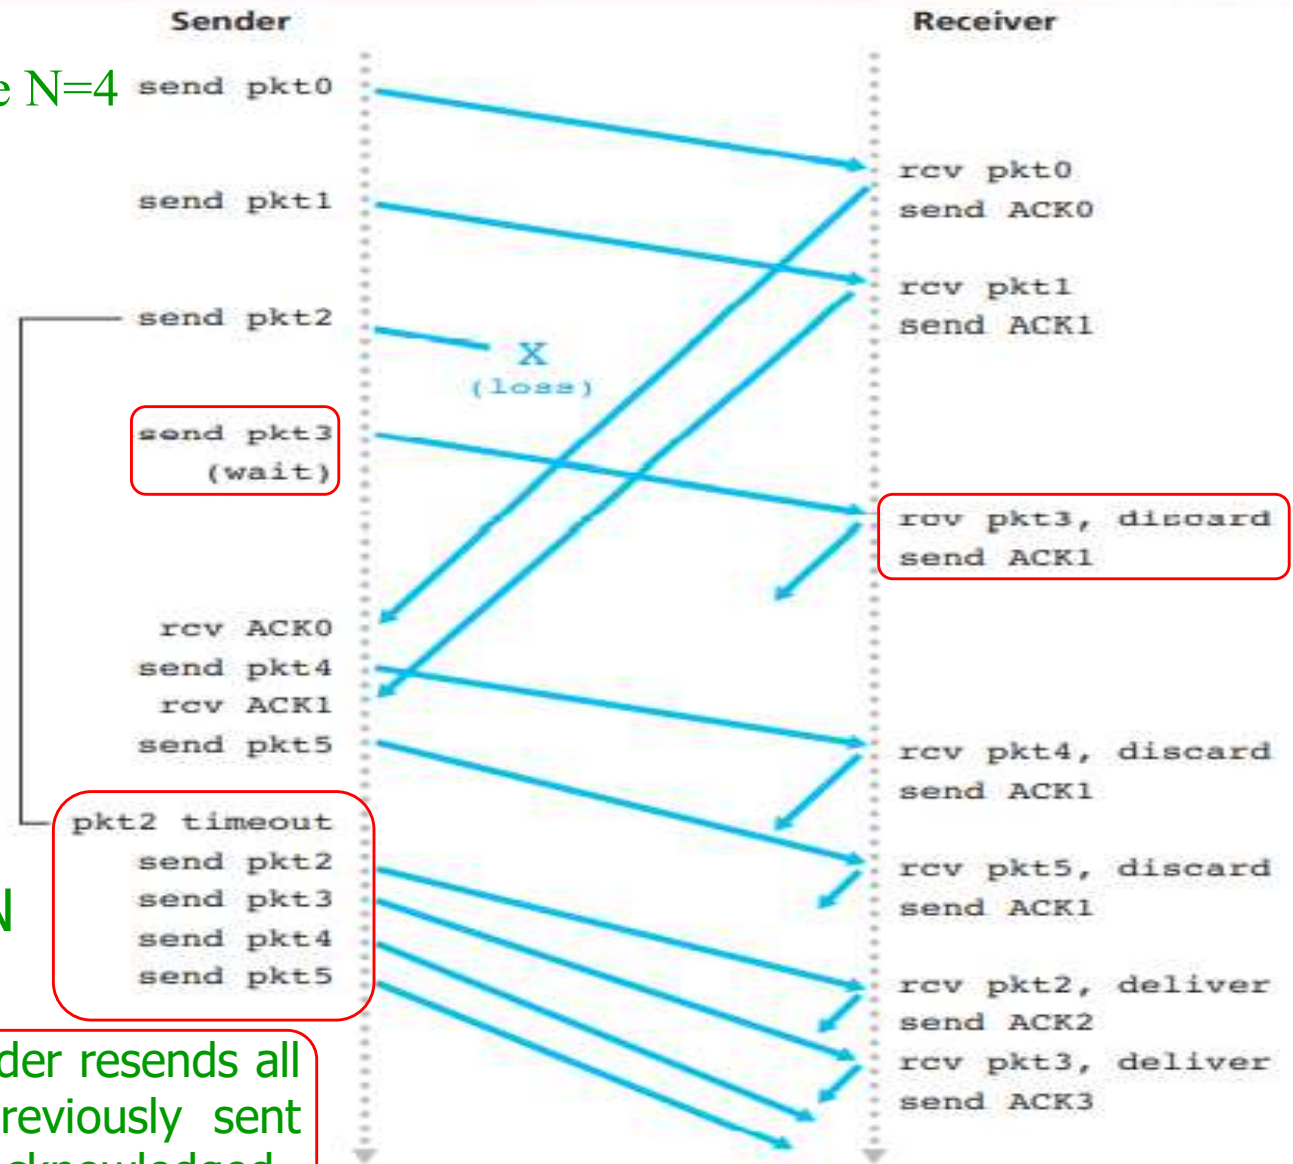 Sender
Receiver
N=4
send pkt0
rcv pkt0
send ACK0
send pkt1
rcv pkt1
send ACK1
send pkt2
X
(loss)
send pkt3
(wait)
rcv pkt3, discard
send ACK1
rcv ACK0
send pkt4
rcv ACK1
send pkt5
rcv pkt4, discard
send ACK1
pkt2 timeout
send pkt2
send pkt3
send pkt4
send pkt5
rcv pkt5, discard
send ACK1
N
rcv pkt2, deliver
send ACK2
rcv pkt3, deliver
send ACK3
resends all
sent